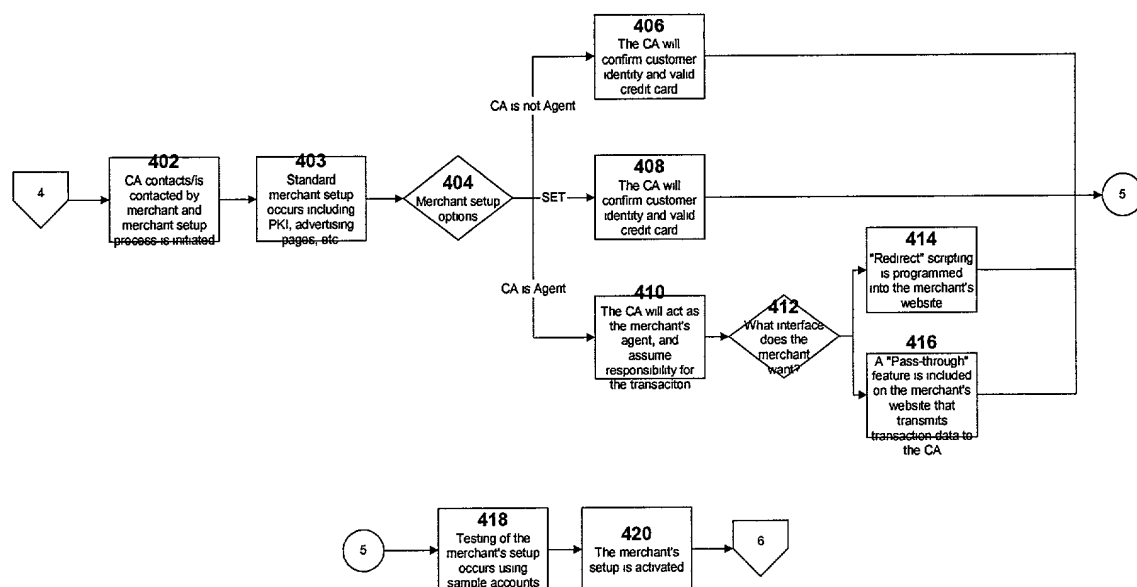 4
402
CA contacts/is
contacted by
merchant and
merchant setup
process is initiated
403
Standard
merchant setup
occurs including
PKI, advertising
pages, etc
404
Merchant setup
options
CA is not Agent
406
The CA will
confirm customer
identity and valid
credit card
SET
408
The CA will
confirm customer
identity and valid
credit card
CA is Agent
410
The CA will act as
the merchant's
agent, and
assume
responsibility for
the transaciton
412
What interface
does the
merchant
want?
414
"Redirect" scripting
is programmed
into the merchant's
website
416
A "Pass-through"
feature is included
on the merchant's
website that
transmits
transaction data to
the CA
5
5
418
Testing of the
merchant's setup
occurs using
sample accounts
420
The merchant's
setup is activated
6